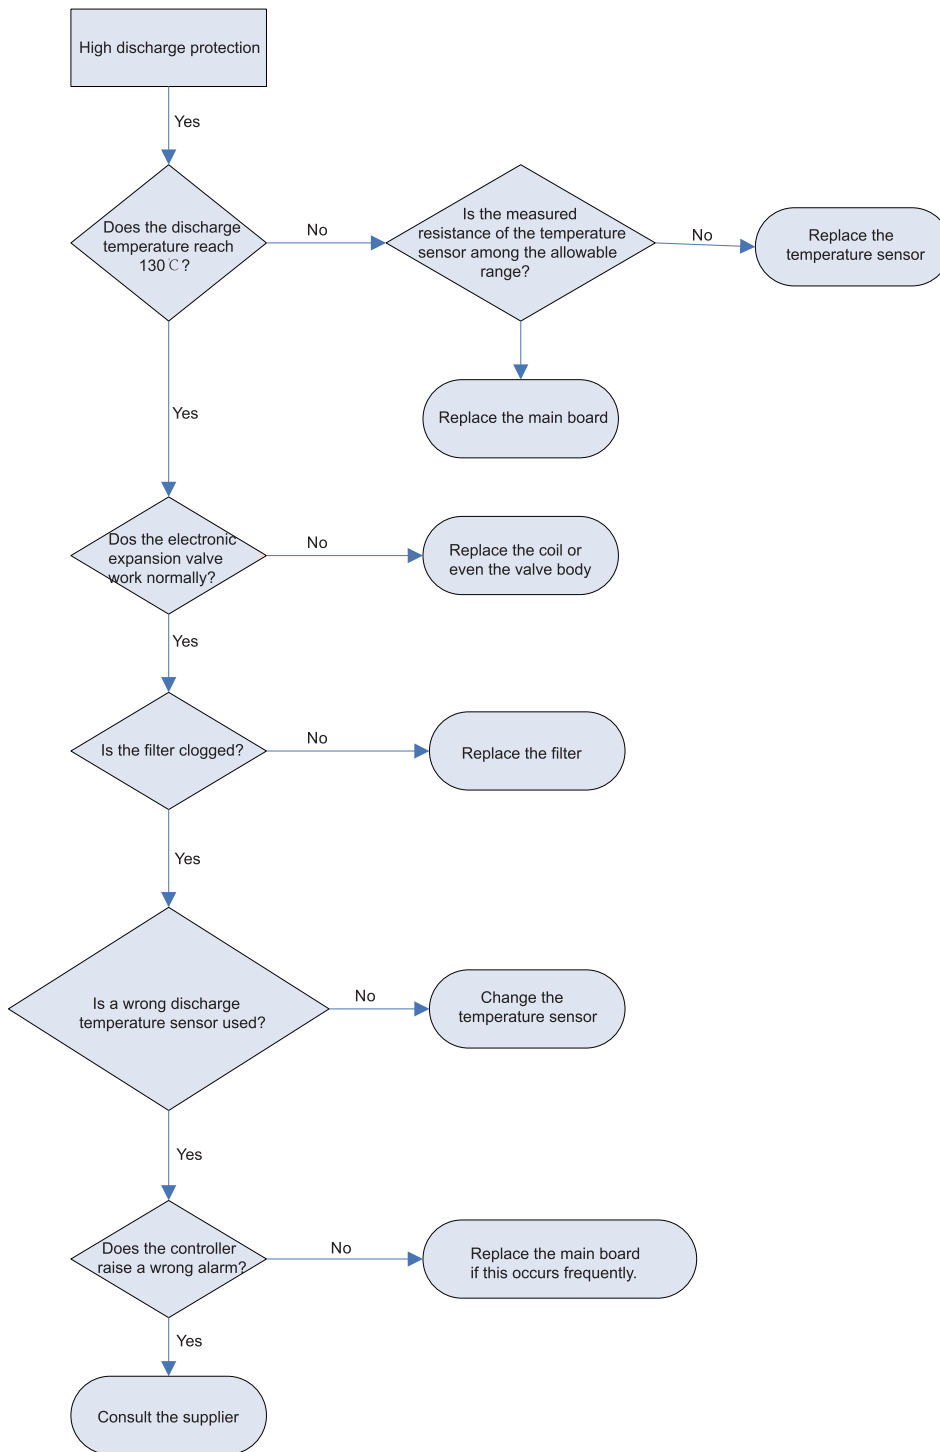 High discharge protection
Yes
Does the discharge
temperature reach
130℃?
No
Is the measured
resistance of the temperature
sensor among the allowable
range?
No
Replace the
temperature sensor
Replace the main board
Yes
Dos the electronic
expansion valve
work normally?
No
Replace the coil or
even the valve body
Yes
Is the filter clogged?
No
Replace the filter
Yes
Is a wrong discharge
temperature sensor used?
No
Change the
temperature sensor
Yes
Does the controller
raise a wrong alarm?
No
Replace the main board
if this occurs frequently.
Yes
Consult the supplier